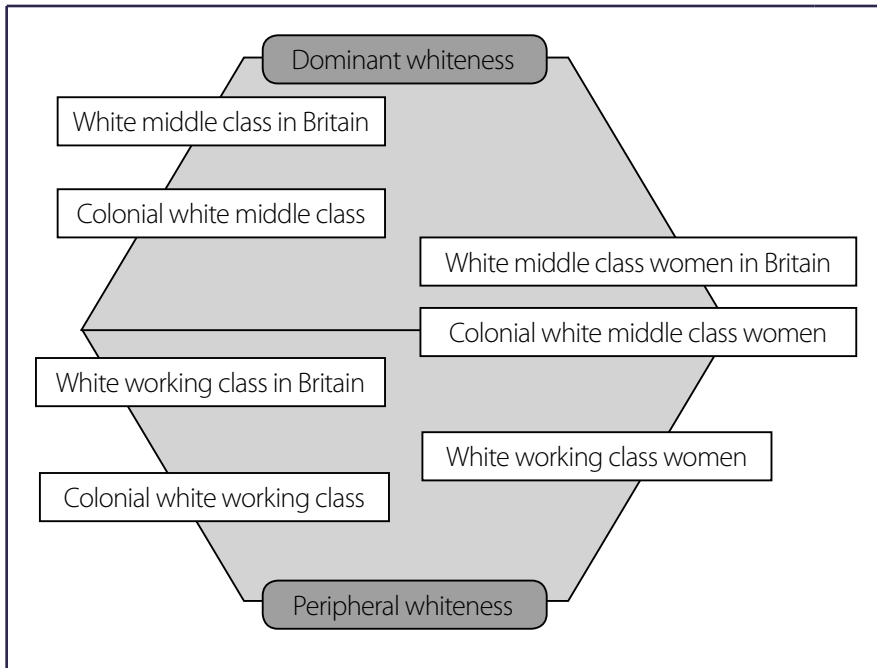 Dominant whiteness
White middle class in Britain
Colonial white middle class
White middle class women in Britain
Colonial white middle class women
White working class in Britain
White working class women
Colonial white working class
Peripheral whiteness